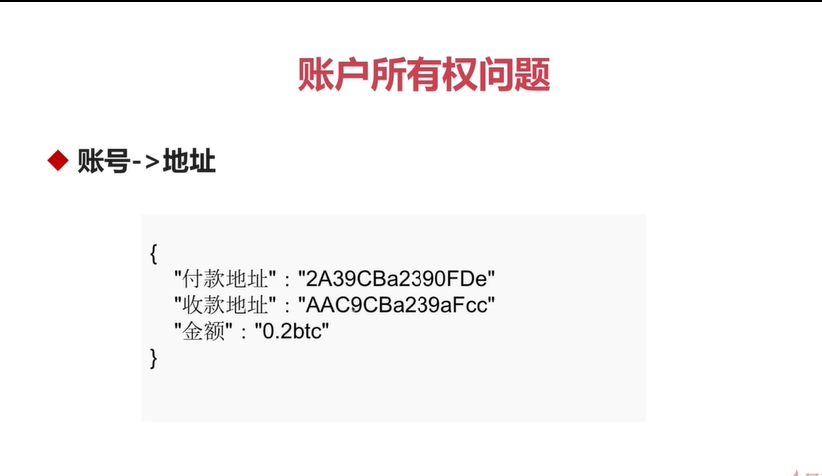 账户所有权问题
账号->地址
{
"付款地址" : "2A39CBa2390FDe"
"收款地址" : "AAC9CBa239aFcc"
"金额" : "0.2btc"
}